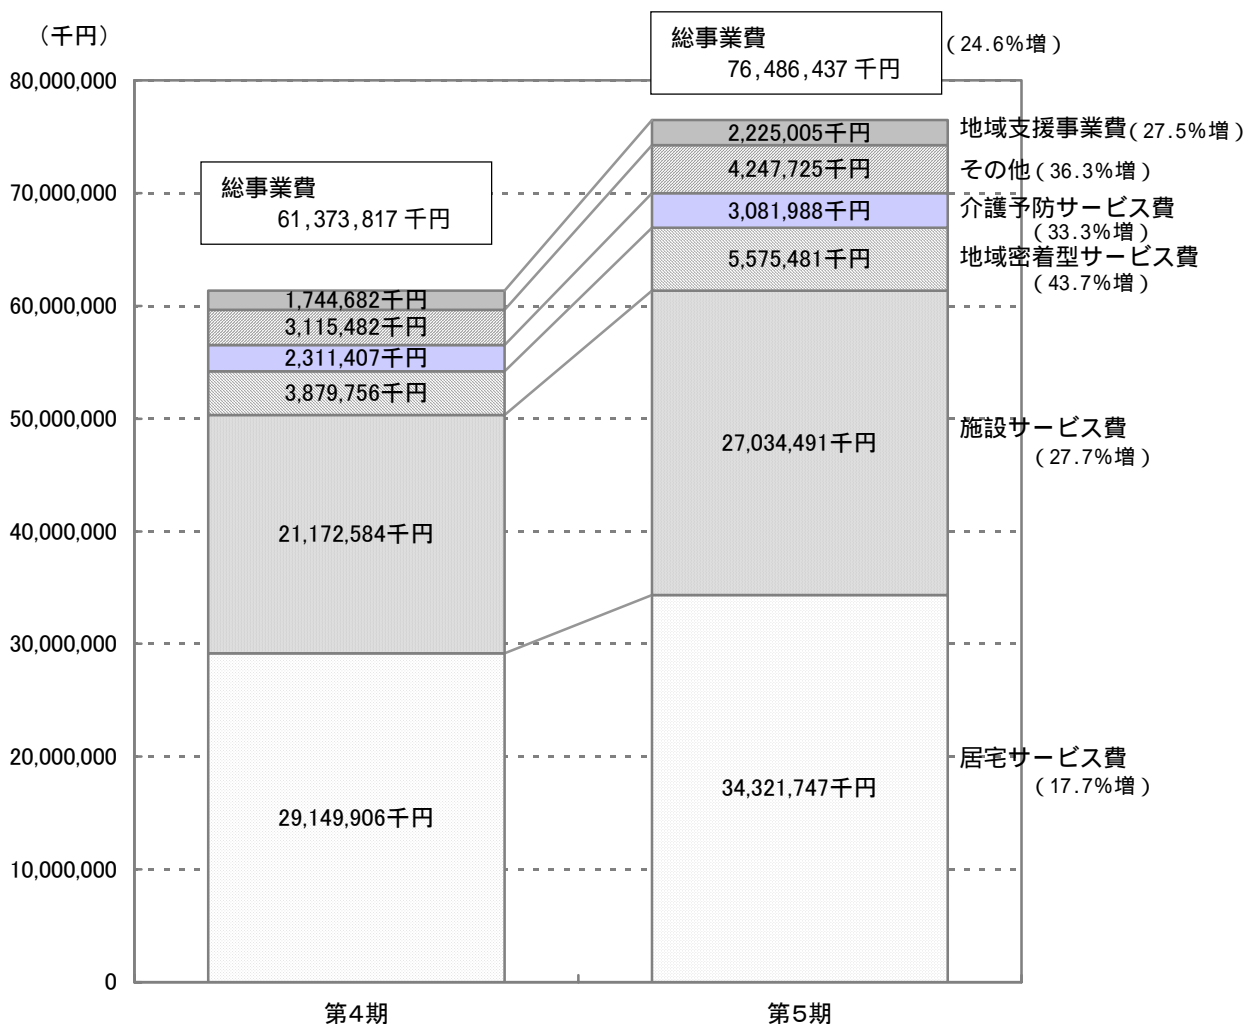 （千円）
総事業費
76,486,437 千円
(24.6%増)
80,000,000
2,225,005千円
地域支援事業費(27.5%増)
4,247,725千円
その他(36.3%増)
総事業費
61,373,817 千円
70,000,000
3,081,988千円
介護予防サービス費
(33.3%増)
5,575,481千円
地域密着型サービス費
(43.7%増)
60,000,000
1,744,682千円
3,115,482千円
2,311,407千円
3,879,756千円
50,000,000
27,034,491千円
施設サービス費
(27.7%増)
40,000,000
21,172,584千円
30,000,000
20,000,000
居宅サービス費
(17.7%増)
34,321,747千円
29,149,906千円
10,000,000
0
第4期
第5期